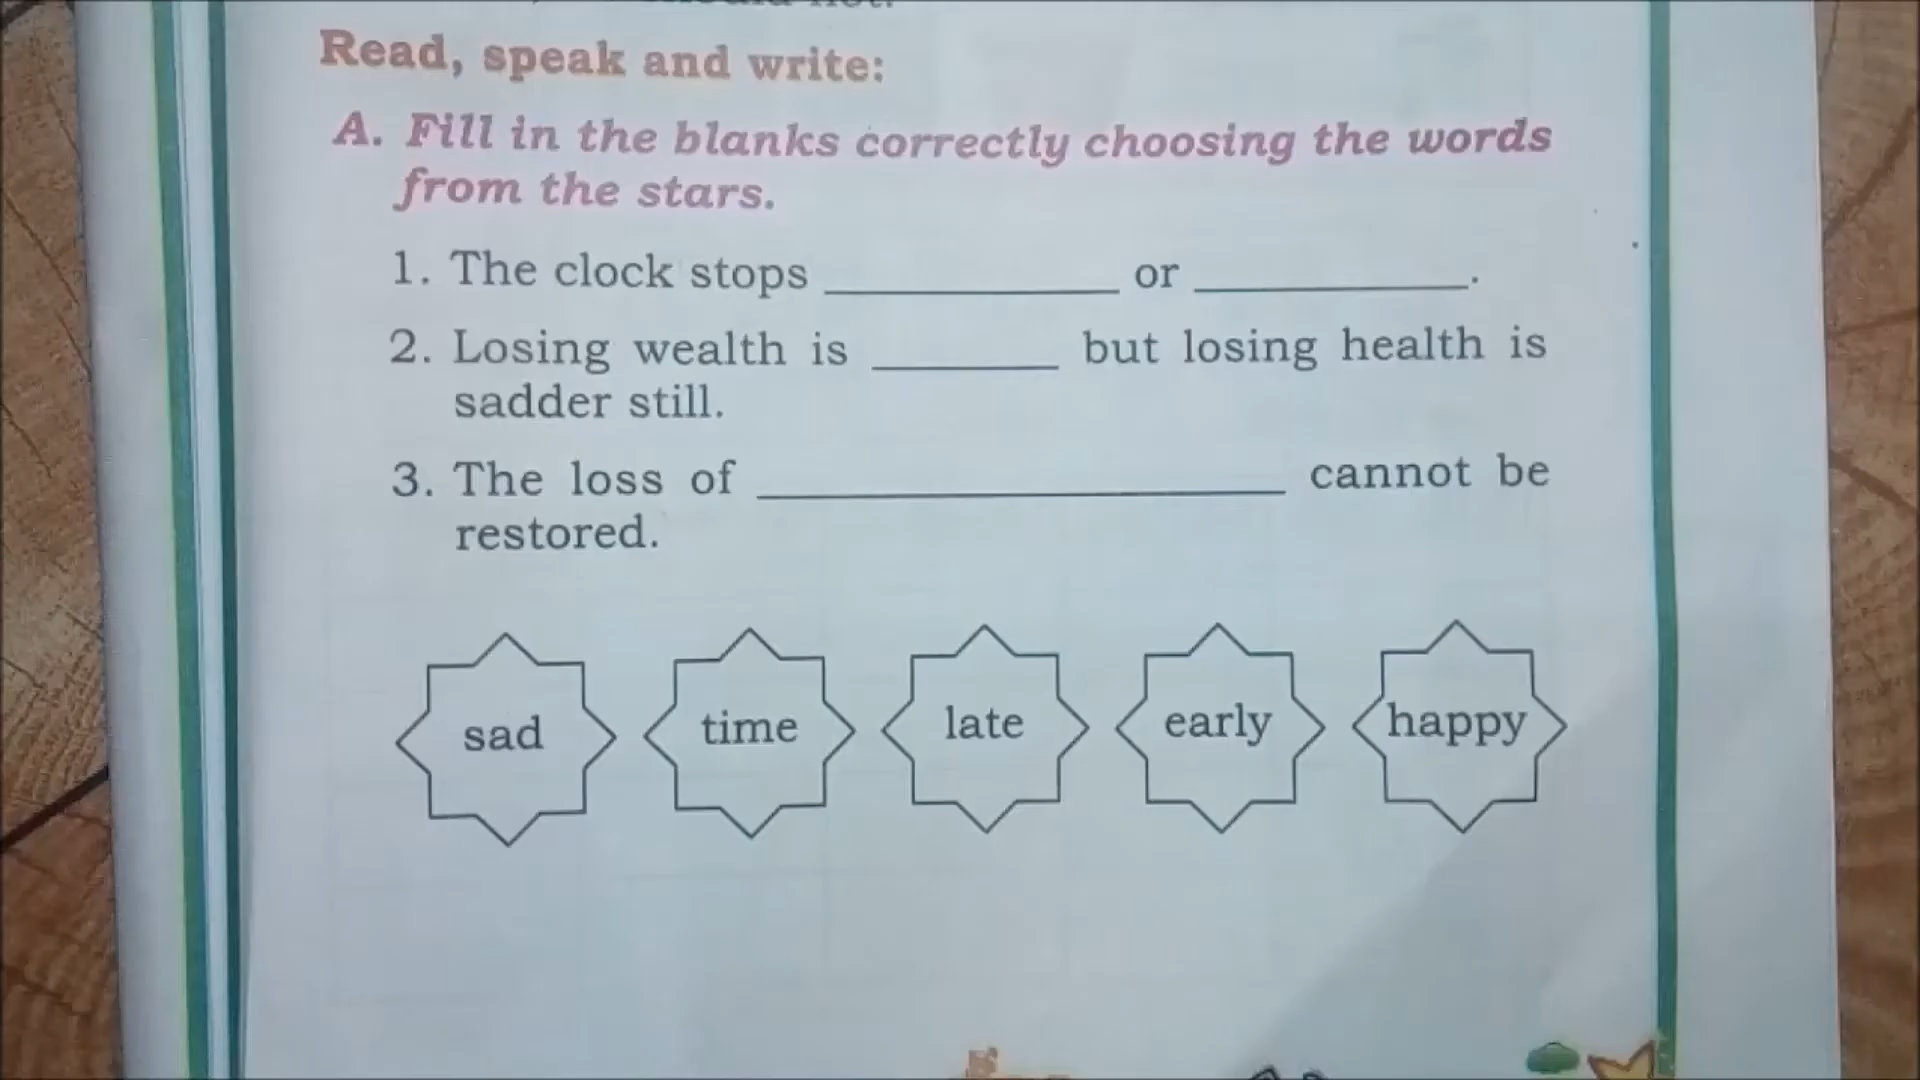 Read, speak and write:
A. Fill in the blanks correctly choosing the words
from the stars.
1. The clock stops ____________ or ____________.
2. Losing wealth is ________ but losing health is
sadder still.
3. The loss of ______________________ cannot be
restored.
sad time late early happy